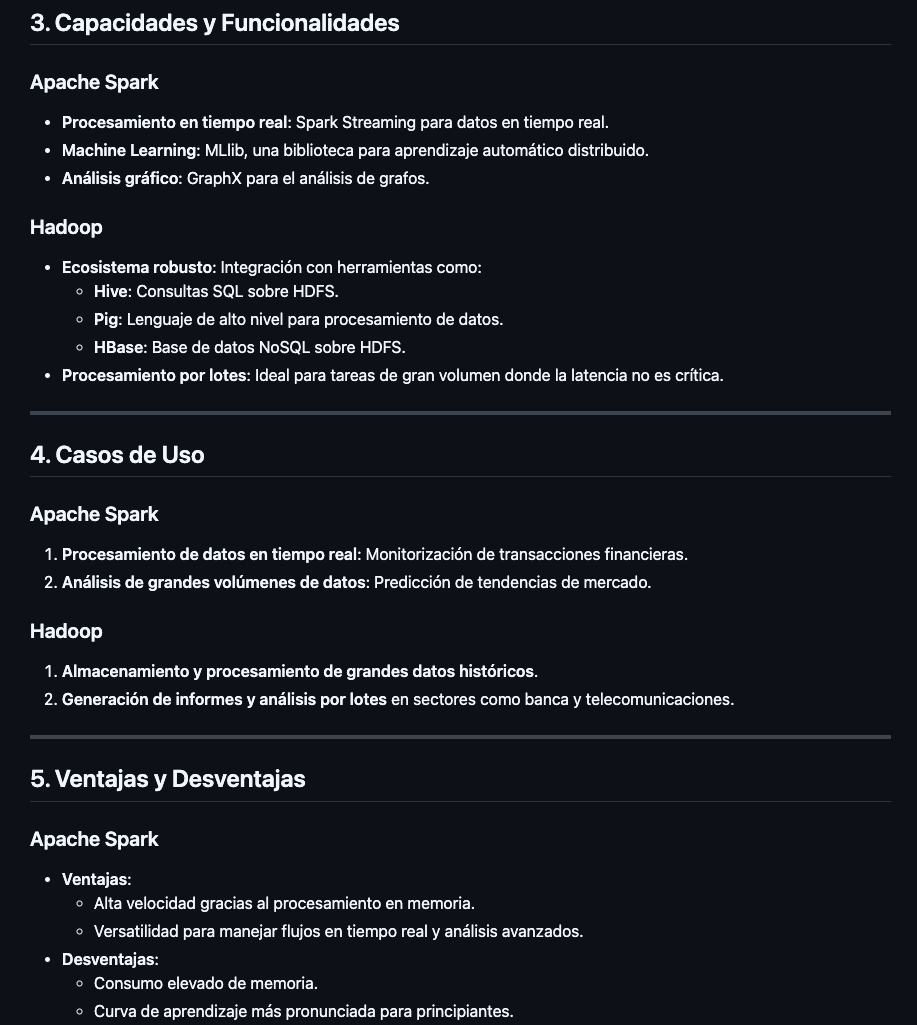 3. Capacidades y Funcionalidades
Apache Spark
• Procesamiento en tiempo real: Spark Streaming para datos en tiempo real.
• Machine Learning: MLlib, una biblioteca para aprendizaje automático distribuido.
• Análisis gráfico: GraphX para el análisis de grafos.
Hadoop
• Ecosistema robusto: Integración con herramientas como:
◦ Hive: Consultas SQL sobre HDFS.
◦ Pig: Lenguaje de alto nivel para procesamiento de datos.
◦ HBase: Base de datos NoSQL sobre HDFS.
• Procesamiento por lotes: Ideal para tareas de gran volumen donde la latencia no es crítica.
4. Casos de Uso
Apache Spark
1. Procesamiento de datos en tiempo real: Monitorización de transacciones financieras.
2. Análisis de grandes volúmenes de datos: Predicción de tendencias de mercado.
Hadoop
1. Almacenamiento y procesamiento de grandes datos históricos.
2. Generación de informes y análisis por lotes en sectores como banca y telecomunicaciones.
5. Ventajas y Desventajas
Apache Spark
• Ventajas:
◦ Alta velocidad gracias al procesamiento en memoria.
◦ Versatilidad para manejar flujos en tiempo real y análisis avanzados.
• Desventajas:
◦ Consumo elevado de memoria.
◦ Curva de aprendizaje más pronunciada para principiantes.